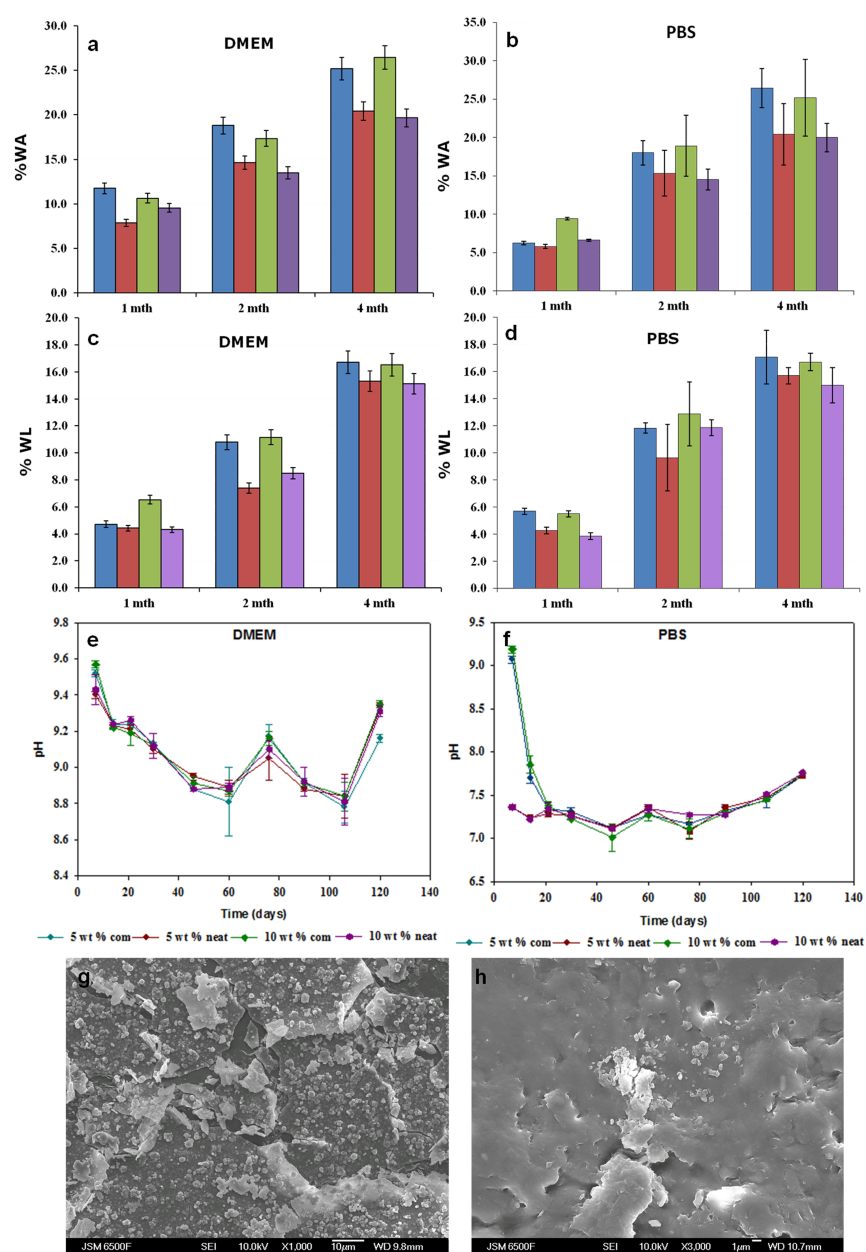 a
DMEM
%WA
25.0
30.0
20.0
15.0
10.0
5.0
0.0
1 mth
2 mth
4 mth
b
PBS
% WA
35.0
30.0
25.0
20.0
15.0
10.0
5.0
0.0
1 mth
2 mth
4 mth
c
DMEM
% WL
20.0
18.0
16.0
14.0
12.0
10.0
8.0
6.0
4.0
2.0
0.0
1 mth
2 mth
4 mth
d
PBS
% WL
20.0
18.0
16.0
14.0
12.0
10.0
8.0
6.0
4.0
2.0
0.0
1 mth
2 mth
4 mth
e
DMEM
pH
9.8
9.6
9.4
9.2
9.0
8.8
8.6
8.4
0 20 40 60 80 100 120 140
Time (days)
5 wt % com 5 wt % neat 10 wt % com 10 wt % neat
f
PBS
pH
9.5
9.0
8.5
8.0
7.5
7.0
6.5
0 20 40 60 80 100 120 140
Time (days)
5 wt % com 5 wt % neat 10 wt % com 10 wt % neat
g
JSM 6500F SEI 10.0kV X1,000 10µm WD 9.8mm
h
JSM 6500F SEI 10.0kV X3,000 1µm WD 10.7mm